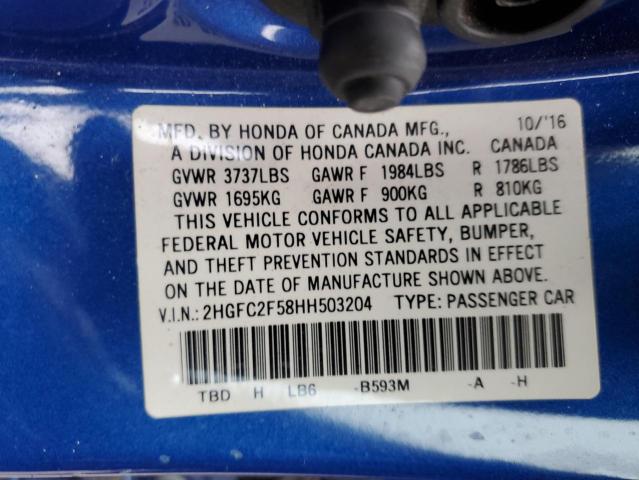 MFD. BY HONDA OF CANADA MFG., 10/'16
A DIVISION OF HONDA CANADA INC. CANADA
GVWR 3737LBS GAWR F 1984LBS R 1786LBS
GVWR 1695KG GAWR F 900KG R 810KG
THIS VEHICLE CONFORMS TO ALL APPLICABLE
FEDERAL MOTOR VEHICLE SAFETY, BUMPER,
AND THEFT PREVENTION STANDARDS IN EFFECT
ON THE DATE OF MANUFACTURE SHOWN ABOVE.
V.I.N.: 2HGFC2F58HH503204 TYPE: PASSENGER CAR
TBD H LB6 -B593M -A -H